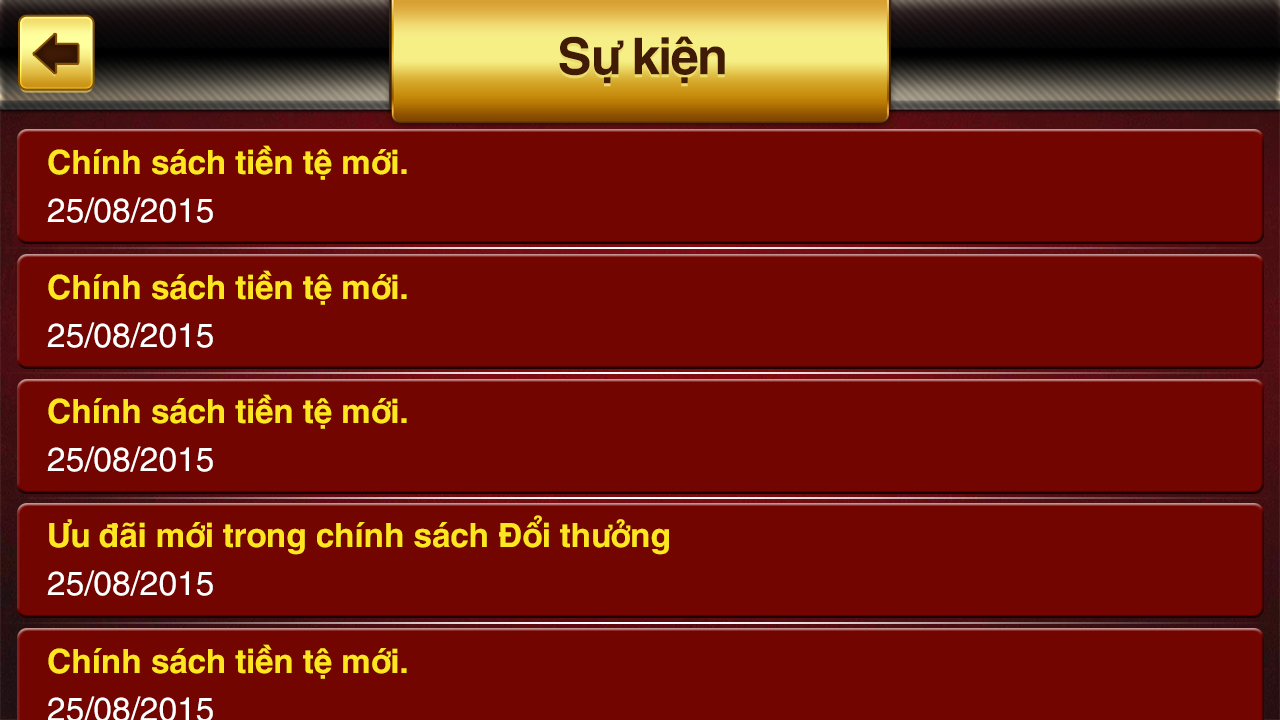 Sự kiện
Chính sách tiền tệ mới.
25/08/2015
Chính sách tiền tệ mới.
25/08/2015
Chính sách tiền tệ mới.
25/08/2015
Ưu đãi mới trong chính sách Đổi thưởng
25/08/2015
Chính sách tiền tệ mới.
25/08/2015